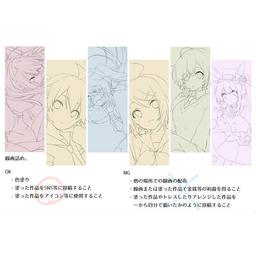 線画詰め。
OK
・色塗り
・塗った作品をSNS等に投稿すること
・塗った作品をアイコン等に使用すること
NG
・他の場所での線画の配布
・線画または塗った作品で金銭等の利益を得ること
・塗った作品やトレスしたりアレンジした作品を
一から自分で描いたかのように投稿すること